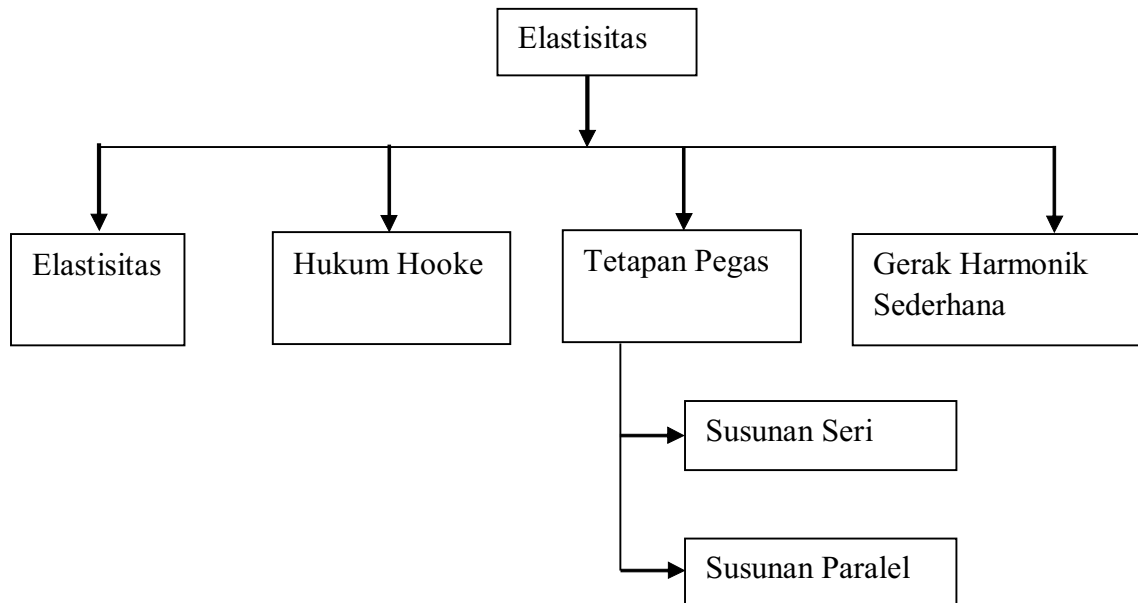 Elastisitas
Elastisitas
Hukum Hooke
Tetapan Pegas
Gerak Harmonik
Sederhana
Susunan Seri
Susunan Paralel